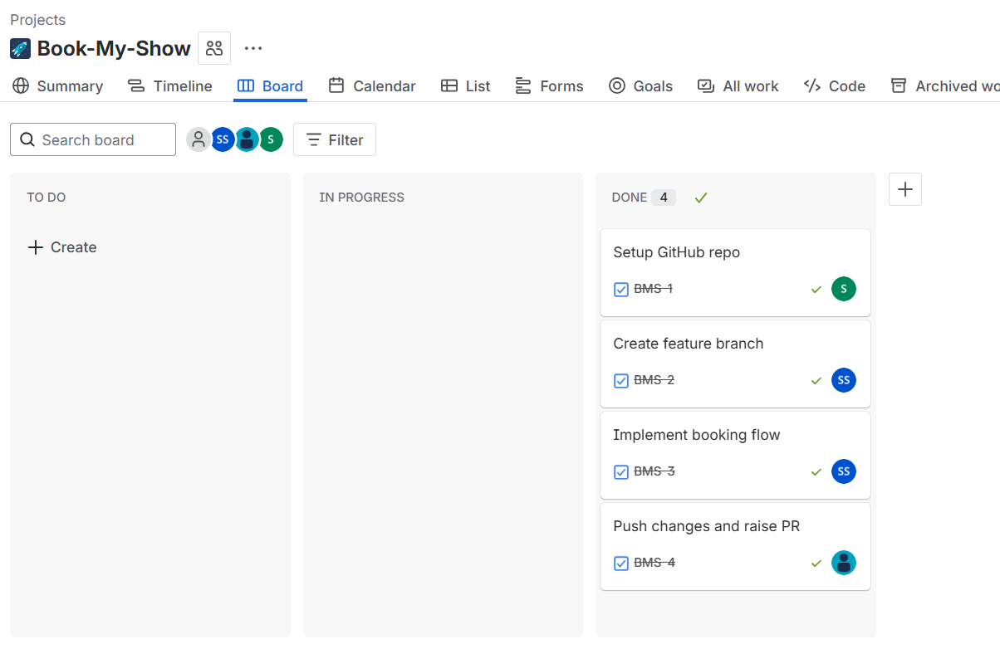 Projects
Book-My-Show
Summary Timeline Board Calendar List Forms Goals All work Code Archived wo
Search board SS S Filter
TO DO IN PROGRESS DONE 4
Create
Setup GitHub repo
BMS-1 S
Create feature branch
BMS-2 SS
Implement booking flow
BMS-3 SS
Push changes and raise PR
BMS-4